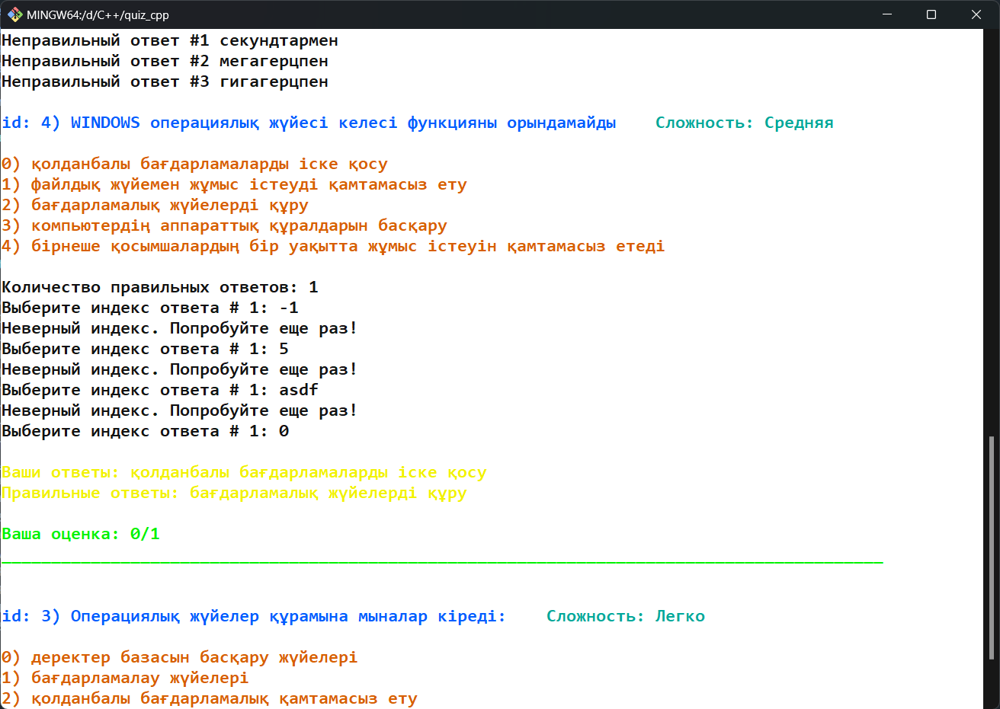 MINGW64:/d/C++/quiz_cpp
Неправильный ответ #1 секундтармен
Неправильный ответ #2 мегагерцпен
Неправильный ответ #3 гигагерцпен
id: 4) WINDOWS операциялық жүйесі келесі функцияны орындамайды    Сложность: Средняя
0) қолданбалы бағдарламаларды іске қосу
1) файлдық жүйемен жұмыс істеуді қамтамасыз ету
2) бағдарламалық жүйелерді құру
3) компьютердің аппараттық құралдарын басқару
4) бірнеше қосымшалардың бір уақытта жұмыс істеуін қамтамасыз етеді
Количество правильных ответов: 1
Выберите индекс ответа # 1: -1
Неверный индекс. Попробуйте еще раз!
Выберите индекс ответа # 1: 5
Неверный индекс. Попробуйте еще раз!
Выберите индекс ответа # 1: asdf
Неверный индекс. Попробуйте еще раз!
Выберите индекс ответа # 1: 0
Ваши ответы: қолданбалы бағдарламаларды іске қосу
Правильные ответы: бағдарламалық жүйелерді құру
Ваша оценка: 0/1
id: 3) Операциялық жүйелер құрамына мыналар кіреді:    Сложность: Легко
0) деректер базасын басқару жүйелері
1) бағдарламалау жүйелері
2) қолданбалы бағдарламалық қамтамасыз ету